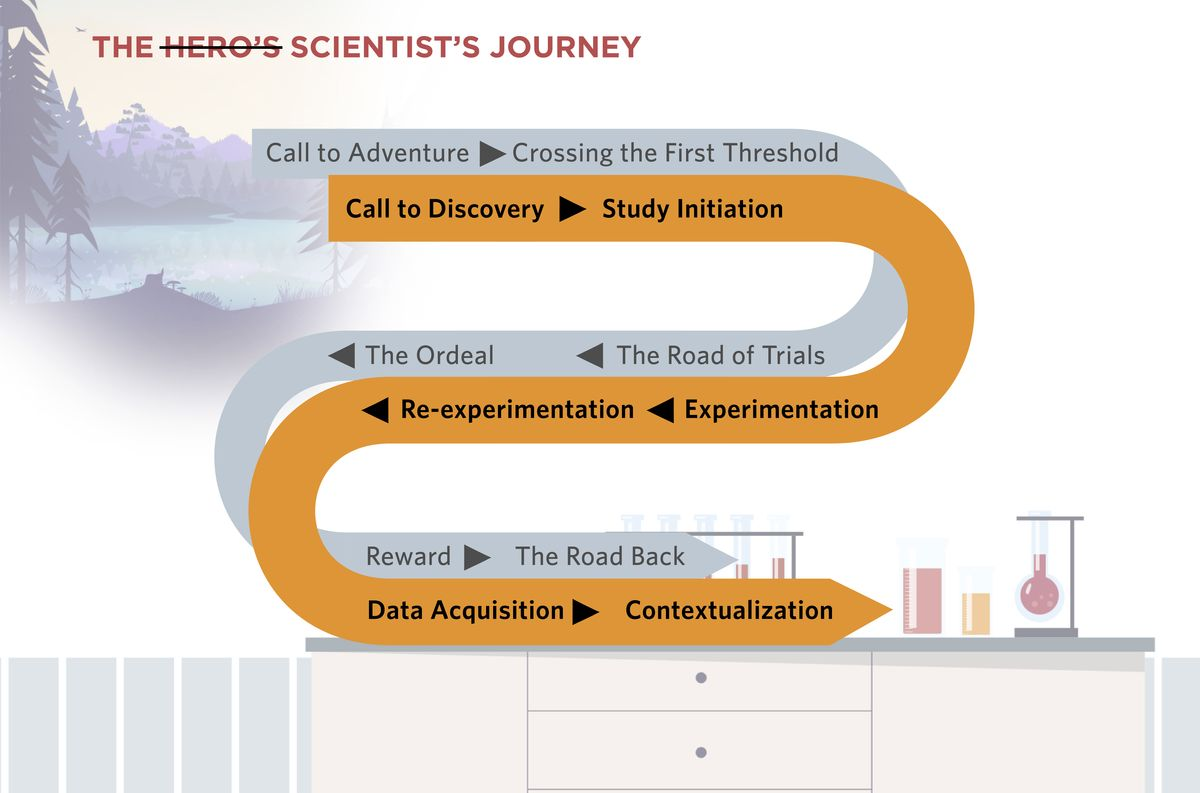 THE HERO'S SCIENTIST'S JOURNEY
Call to Adventure ▶ Crossing the First Threshold
Call to Discovery ▶ Study Initiation
◀ The Ordeal ◀ The Road of Trials
◀ Re-experimentation ◀ Experimentation
Reward ▶ The Road Back
Data Acquisition ▶ Contextualization